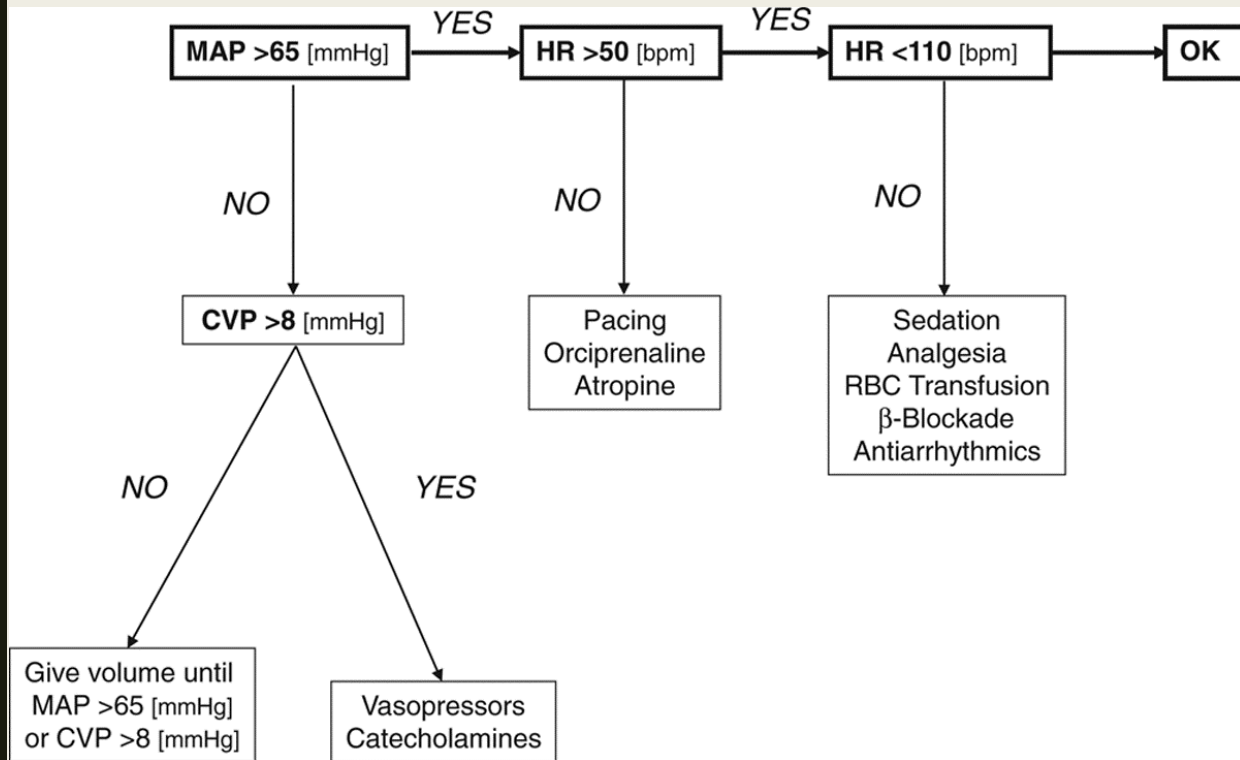 YES
YES
MAP >65 [mmHg]
HR >50 [bpm]
HR <110 [bpm]
OK
NO
NO
NO
CVP >8 [mmHg]
Pacing
Orciprenaline
Atropine
Sedation
Analgesia
RBC Transfusion
β-Blockade
Antiarrhythmics
NO
YES
Give volume until
MAP >65 [mmHg]
or CVP >8 [mmHg]
Vasopressors
Catecholamines